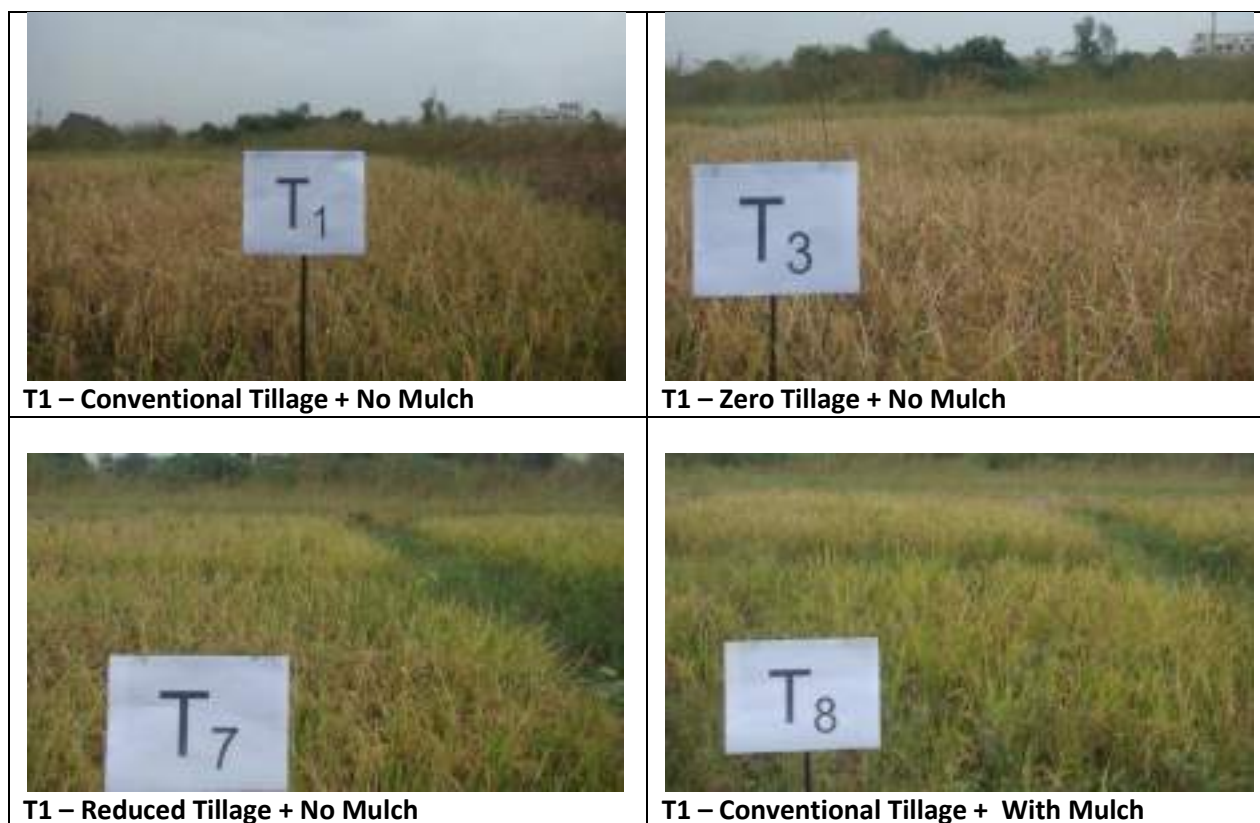 T1
T3
T1 – Conventional Tillage + No Mulch
T1 – Zero Tillage + No Mulch
T7
T8
T1 – Reduced Tillage + No Mulch
T1 – Conventional Tillage + With Mulch